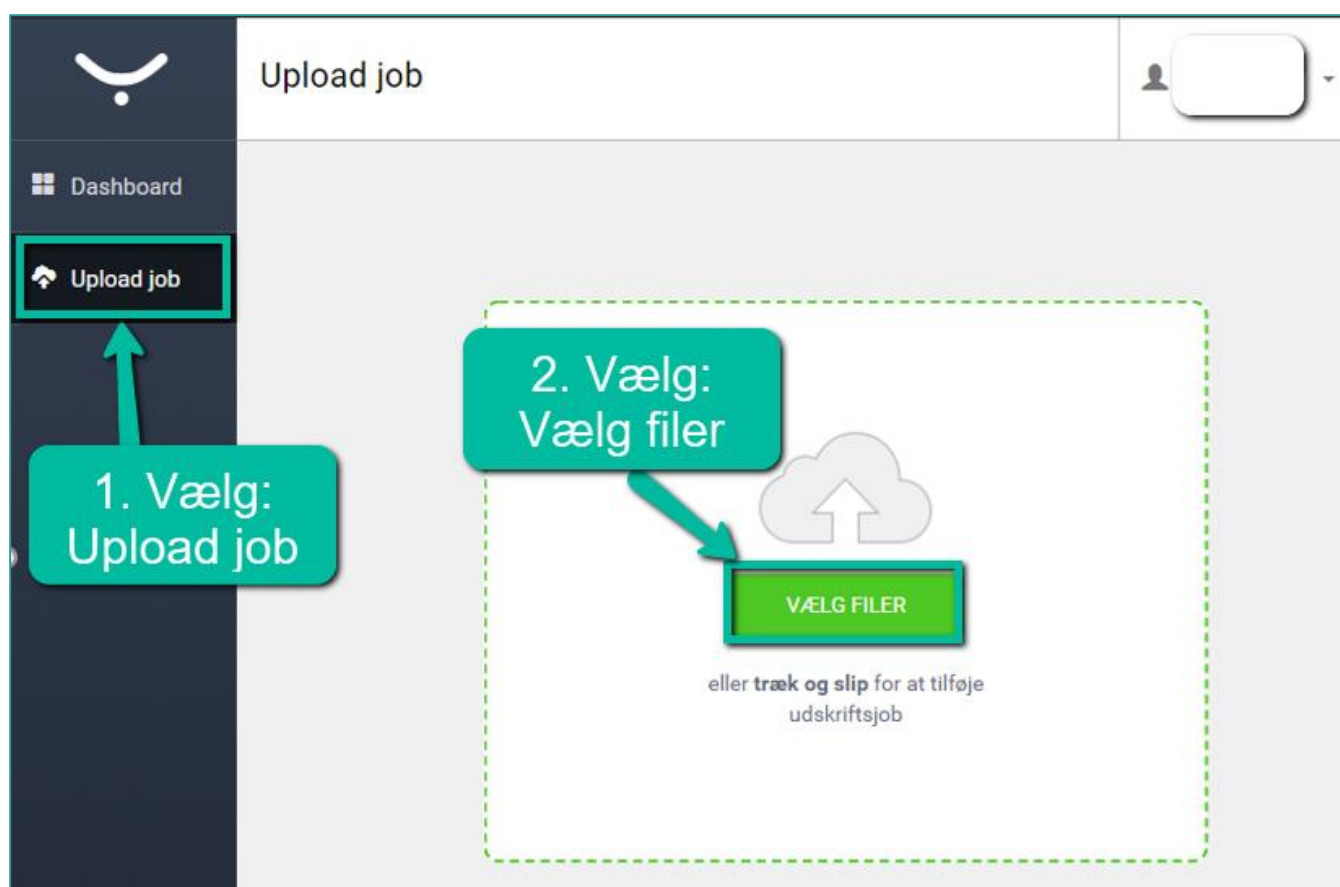 Upload job
Dashboard
Upload job
1. Vælg:
Upload job
2. Vælg:
Vælg filer
VÆLG FILER
eller træk og slip for at tilføje
udskriftsjob